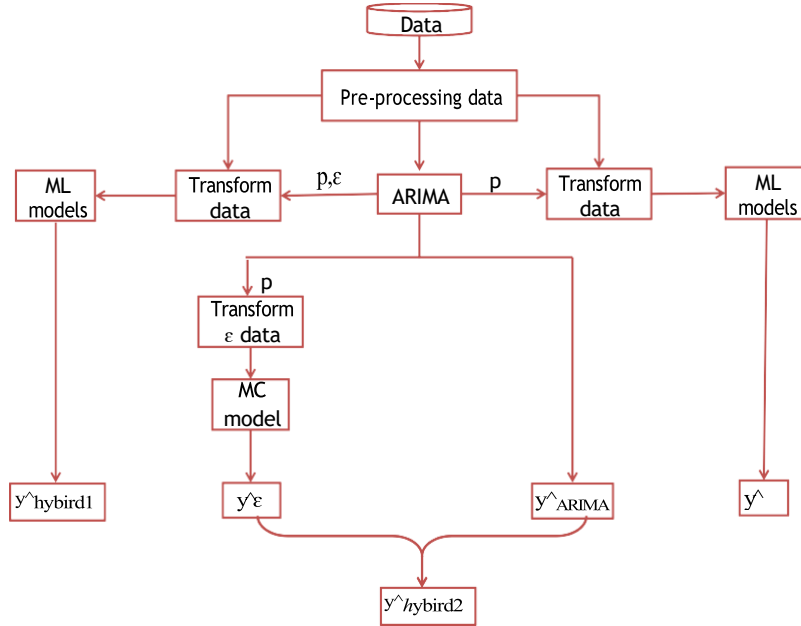 Data
Pre-processing data
ML
models
Transform
data
p,ε
ARIMA
p
Transform
data
ML
models
p
Transform
ε data
MC
model
y^hybird1
y^ε
y^ARIMA
y^
y^hybird2